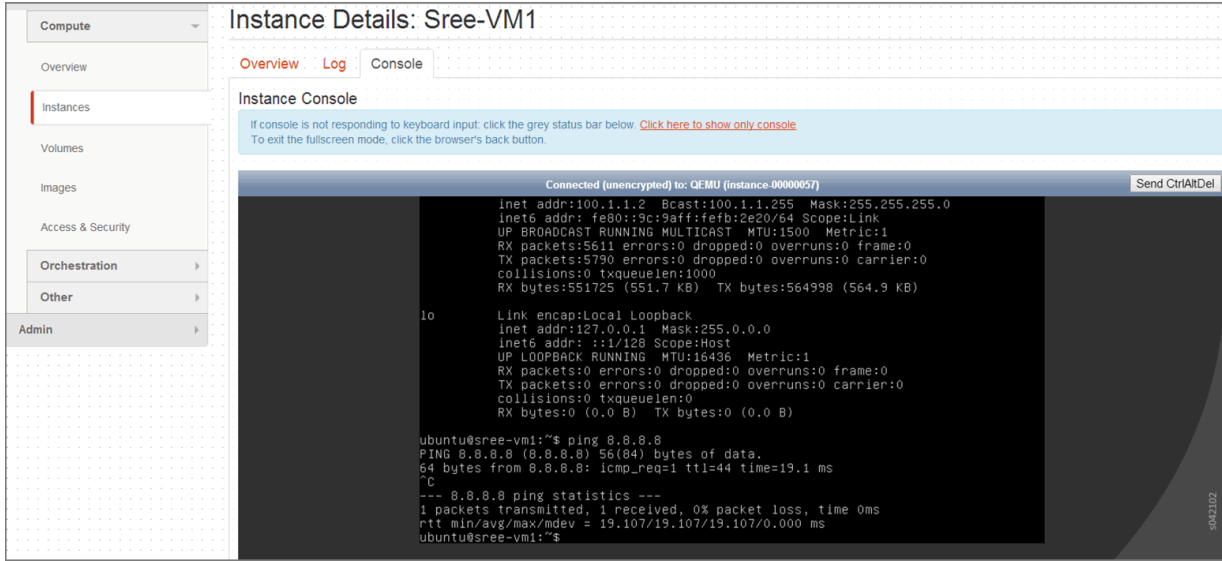 Compute
Overview
Instances
Volumes
Images
Access & Security
Orchestration
Other
Admin
Instance Details: Sree-VM1
Overview Log Console
Instance Console
If console is not responding to keyboard input: click the grey status bar below. Click here to show only console
To exit the fullscreen mode, click the browser's back button.
Connected (unencrypted) to: QEMU (instance-00000057)
Send CtrlAltDel
inet addr:100.1.1.2 Bcast:100.1.1.255 Mask:255.255.255.0
inet6 addr: fe80::9c:9aff:fefb:2e20/64 Scope:Link
UP BROADCAST RUNNING MULTICAST MTU:1500 Metric:1
RX packets:5611 errors:0 dropped:0 overruns:0 frame:0
TX packets:5790 errors:0 dropped:0 overruns:0 carrier:0
collisions:0 txqueuelen:1000
RX bytes:551725 (551.7 KB) TX bytes:564998 (564.9 KB)
lo Link encap:Local Loopback
inet addr:127.0.0.1 Mask:255.0.0.0
inet6 addr: ::1/128 Scope:Host
UP LOOPBACK RUNNING MTU:16436 Metric:1
RX packets:0 errors:0 dropped:0 overruns:0 frame:0
TX packets:0 errors:0 dropped:0 overruns:0 carrier:0
collisions:0 txqueuelen:0
RX bytes:0 (0.0 B) TX bytes:0 (0.0 B)
ubuntu@sree-vm1:~$ ping 8.8.8.8
PING 8.8.8.8 (8.8.8.8) 56(84) bytes of data.
64 bytes from 8.8.8.8: icmp_req=1 ttl=44 time=19.1 ms
^C
--- 8.8.8.8 ping statistics ---
1 packets transmitted, 1 received, 0% packet loss, time 0ms
rtt min/avg/max/mdev = 19.107/19.107/19.107/0.000 ms
ubuntu@sree-vm1:~$
s042102